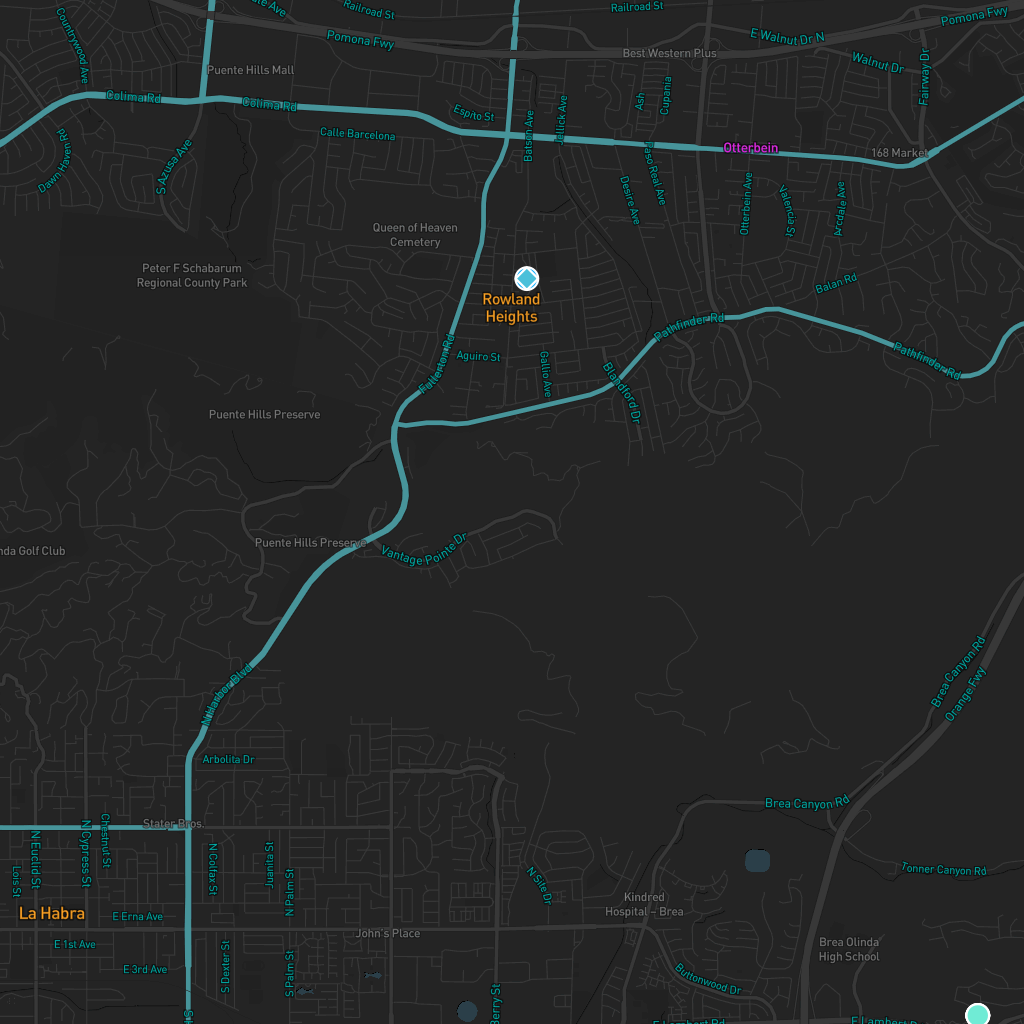 Railroad St
Railroad St
Pomona Fwy
Countrywood Ave
Pomona Fwy
E Walnut Dr N
Best Western Plus
Walnut Dr
Fairway Dr
Puente Hills Mall
Colima Rd
Colima Rd
Espito St
Ash
Cupania
Jellick Ave
Batson Ave
Calle Barcelona
Otterbein
168 Market
Dawn Haven Rd
S Azusa Ave
Desire Ave
Otterbein Ave
Valencia St
Arcdale Ave
Queen of Heaven
Cemetery
Peter F Schabarum
Regional County Park
Balan Rd
Rowland
Heights
Pathfinder Rd
Pathfinder Rd
Fullerton Rd
Aguiro St
Gallio Ave
Blandford Dr
Puente Hills Preserve
Puente Hills Preserve
nda Golf Club
Vantage Pointe Dr
Brea Canyon Rd
Orange Fwy
N Harbor Blvd
Arbolita Dr
Brea Canyon Rd
Stater Bros.
N Euclid St
N Cypress St
Chestnut St
Lois St
N Colfax St
Juanita St
N Palm St
N Site Dr
Tonner Canyon Rd
Kindred
Hospital – Brea
La Habra
E Erna Ave
E 1st Ave
John's Place
E 3rd Ave
S Dexter St
S Palm St
Brea Olinda
High School
Buttonwood Dr
Berry St
E Lambert Rd
E Lambert